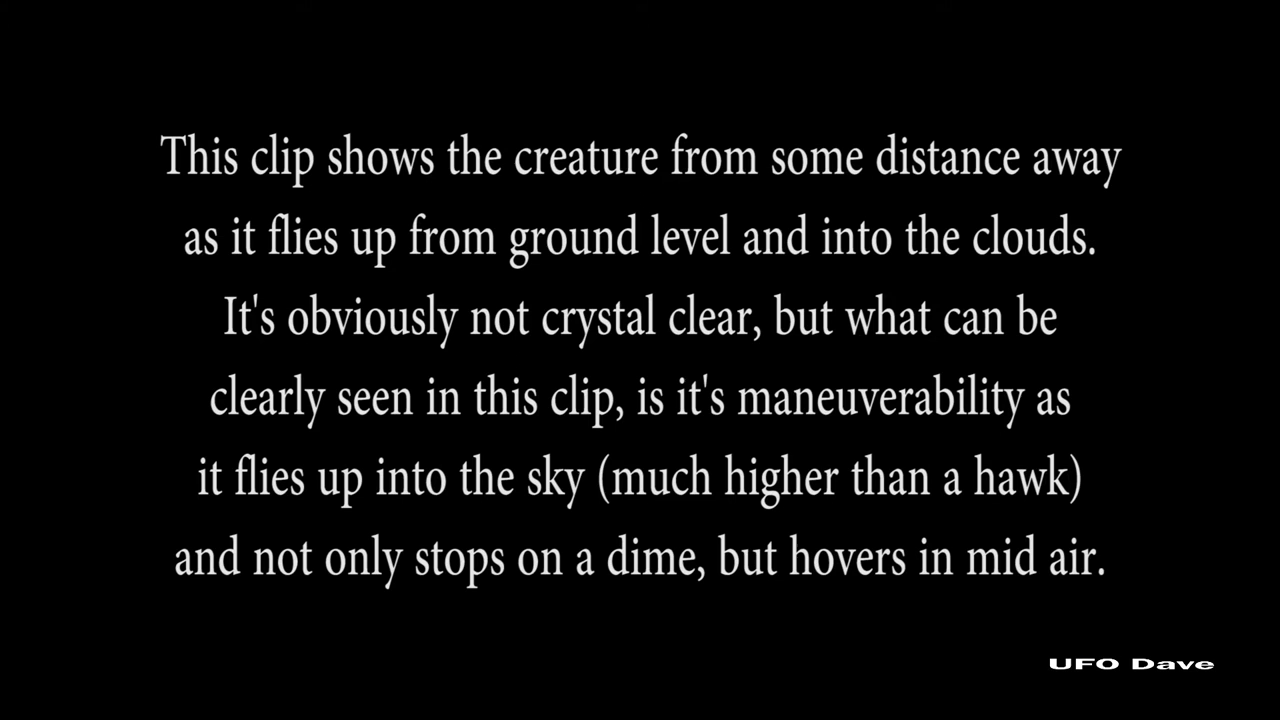 This clip shows the creature from some distance away
as it flies up from ground level and into the clouds.
It's obviously not crystal clear, but what can be
clearly seen in this clip, is it's maneuverability as
it flies up into the sky (much higher than a hawk)
and not only stops on a dime, but hovers in mid air.
UFO Dave